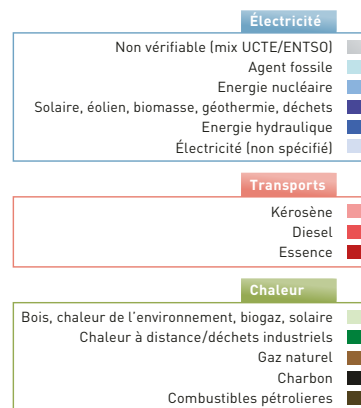 Électricité
Non vérifiable (mix UCTE/ENTSO)
Agent fossile
Energie nucléaire
Solaire, éolien, biomasse, géothermie, déchets
Energie hydraulique
Électricité (non spécifié)
Transports
Kérosène
Diesel
Essence
Chaleur
Bois, chaleur de l'environnement, biogaz, solaire
Chaleur à distance/déchets industriels
Gaz naturel
Charbon
Combustibles pétrolieres